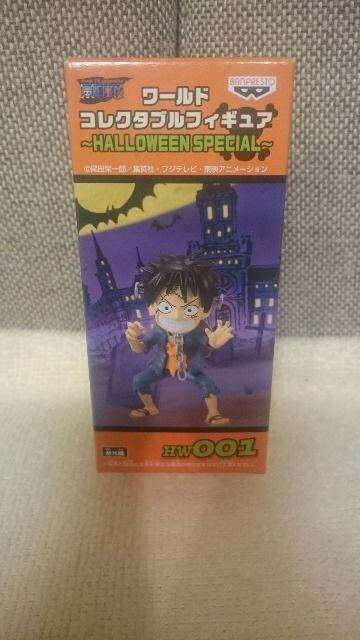 ONE PIECE
BANPRESTO
ワールド
コレクタブルフィギュア
~HALLOWEEN SPECIAL~
©尾田栄一郎/集英社・フジテレビ・東映アニメーション
HW001